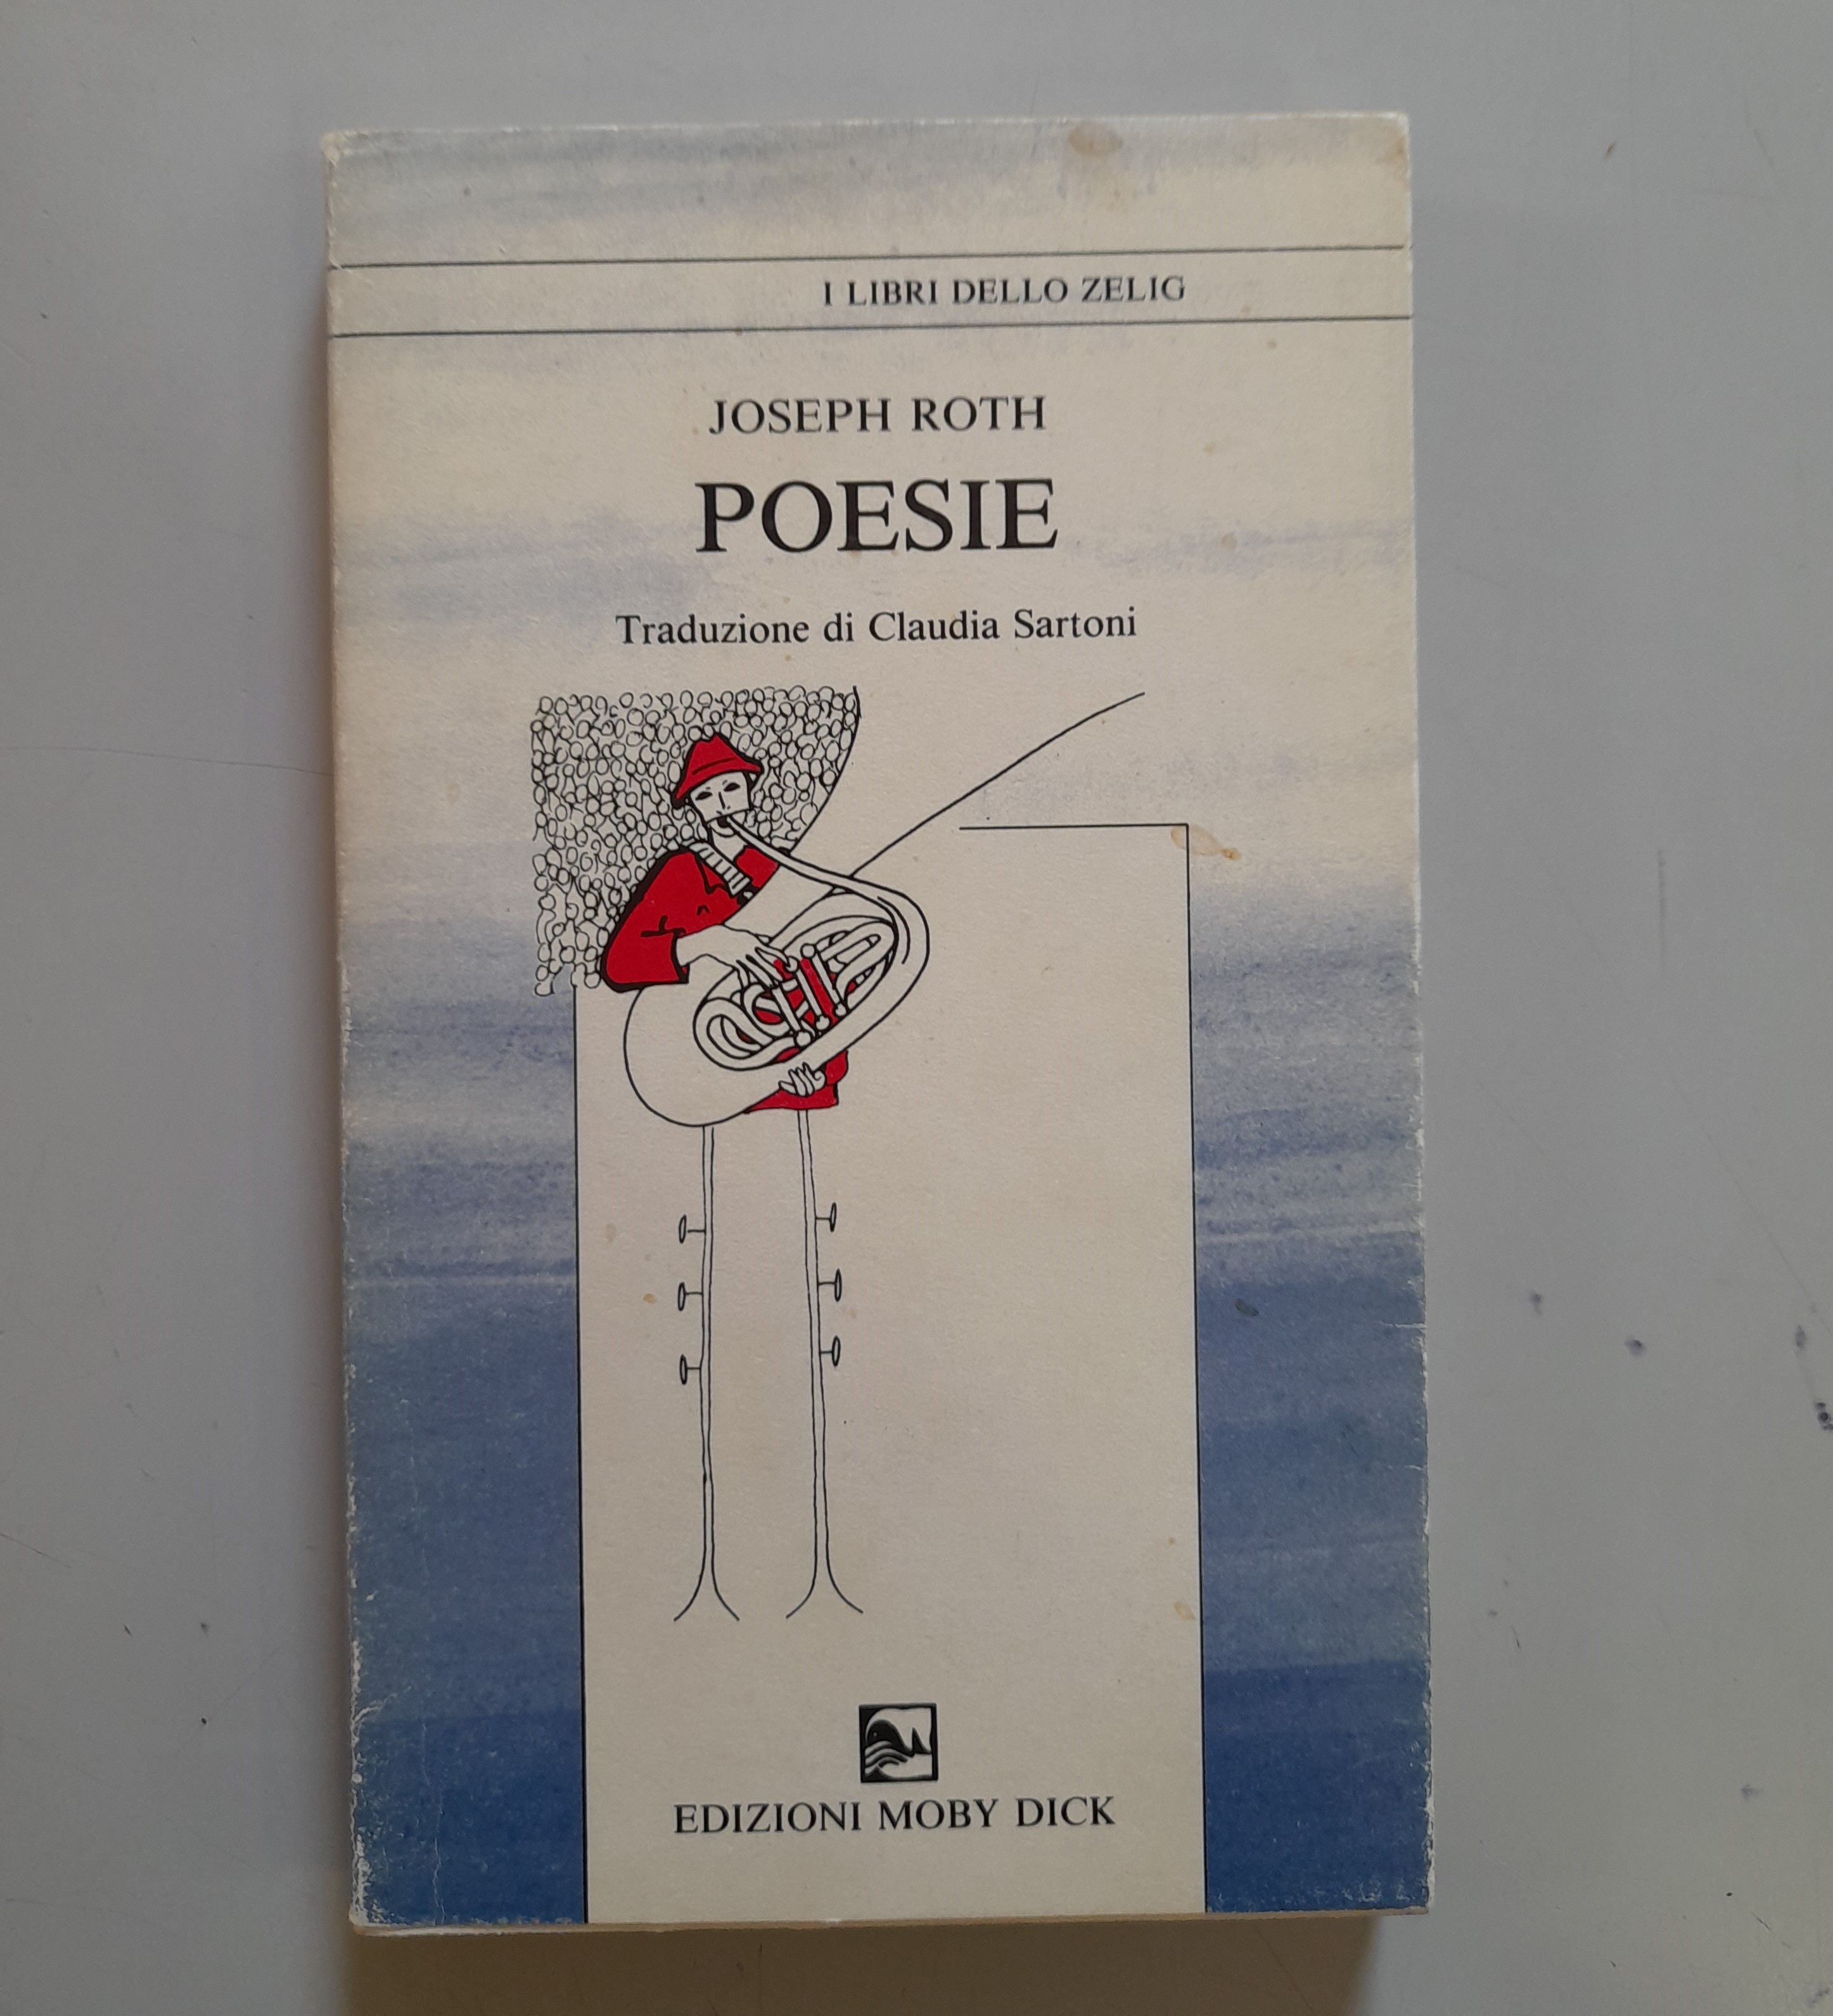 I LIBRI DELLO ZELIG
JOSEPH ROTH
POESIE
Traduzione di Claudia Sartoni
EDIZIONI MOBY DICK